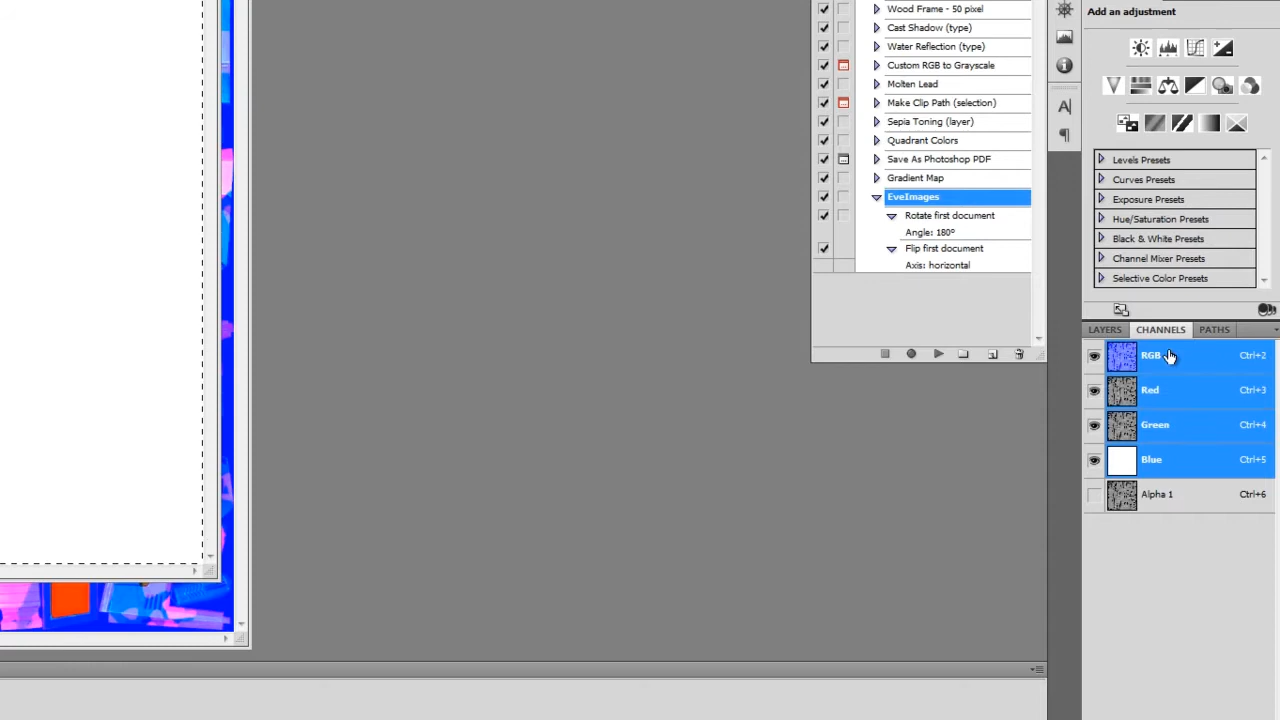 Wood Frame - 50 pixel
Cast Shadow (type)
Water Reflection (type)
Custom RGB to Grayscale
Molten Lead
Make Clip Path (selection)
Sepia Toning (layer)
Quadrant Colors
Save As Photoshop PDF
Gradient Map
EveImages
Rotate first document
Angle: 180º
Flip first document
Axis: horizontal
Add an adjustment
A
Levels Presets
Curves Presets
Exposure Presets
Hue/Saturation Presets
Black & White Presets
Channel Mixer Presets
Selective Color Presets
LAYERS CHANNELS PATHS
RGB Ctrl+2
Red Ctrl+3
Green Ctrl+4
Blue Ctrl+5
Alpha 1 Ctrl+6